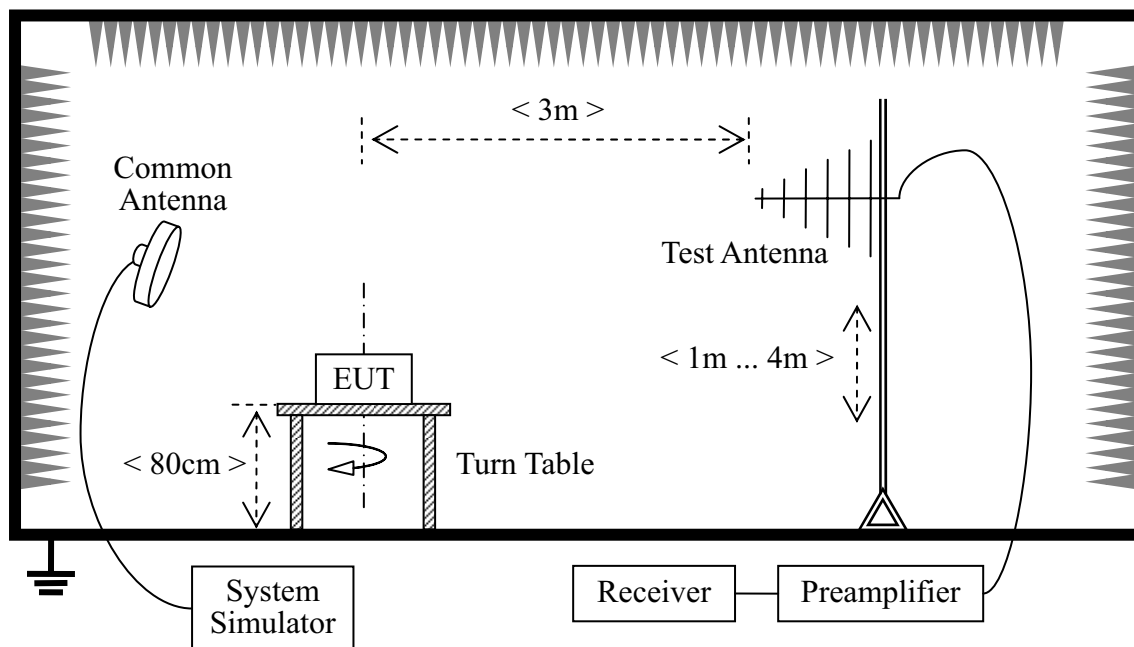 < 3m >
Common
Antenna
Test Antenna
< 1m ... 4m >
EUT
< 80cm >
Turn Table
System
Simulator
Receiver
Preamplifier